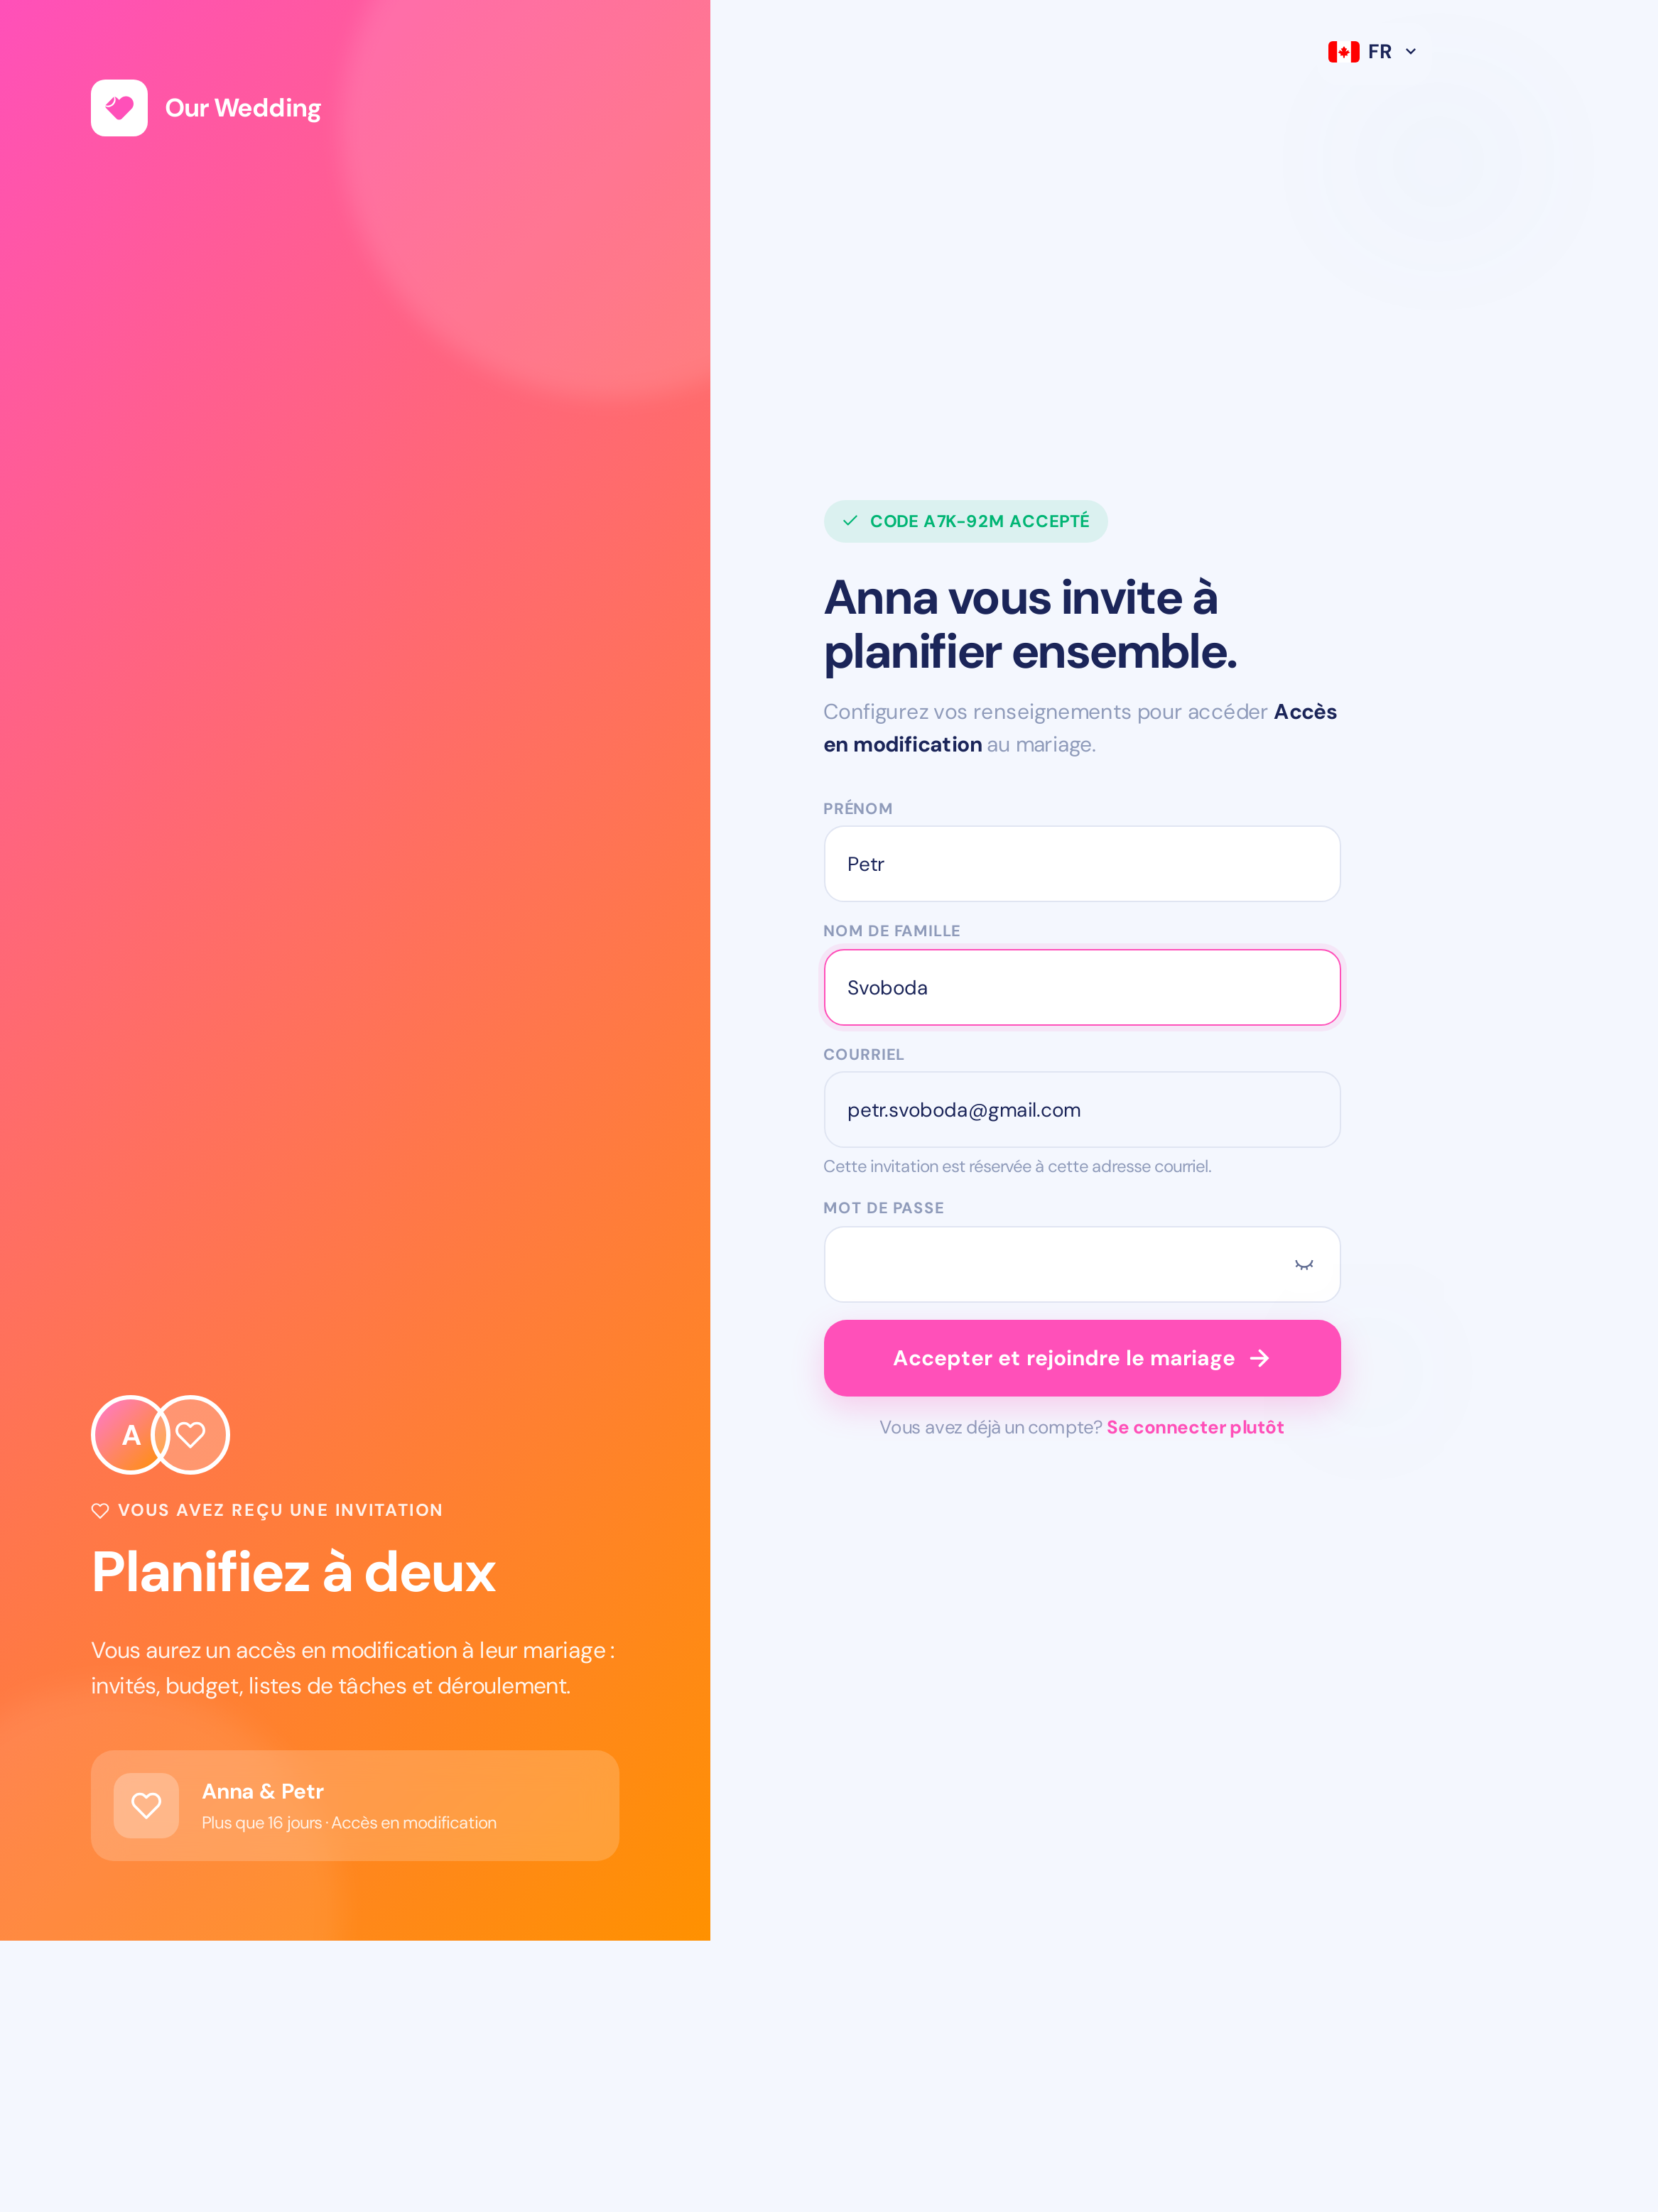 Our Wedding
FR
CODE A7K-92M ACCEPTÉ
Anna vous invite à
planifier ensemble.
Configurez vos renseignements pour accéder Accès
en modification au mariage.
PRÉNOM
Petr
NOM DE FAMILLE
Svoboda
COURRIEL
petr.svoboda@gmail.com
Cette invitation est réservée à cette adresse courriel.
MOT DE PASSE
Accepter et rejoindre le mariage
Vous avez déjà un compte? Se connecter plutôt
A
VOUS AVEZ REÇU UNE INVITATION
Planifiez à deux
Vous aurez un accès en modification à leur mariage :
invités, budget, listes de tâches et déroulement.
Anna & Petr
Plus que 16 jours · Accès en modification